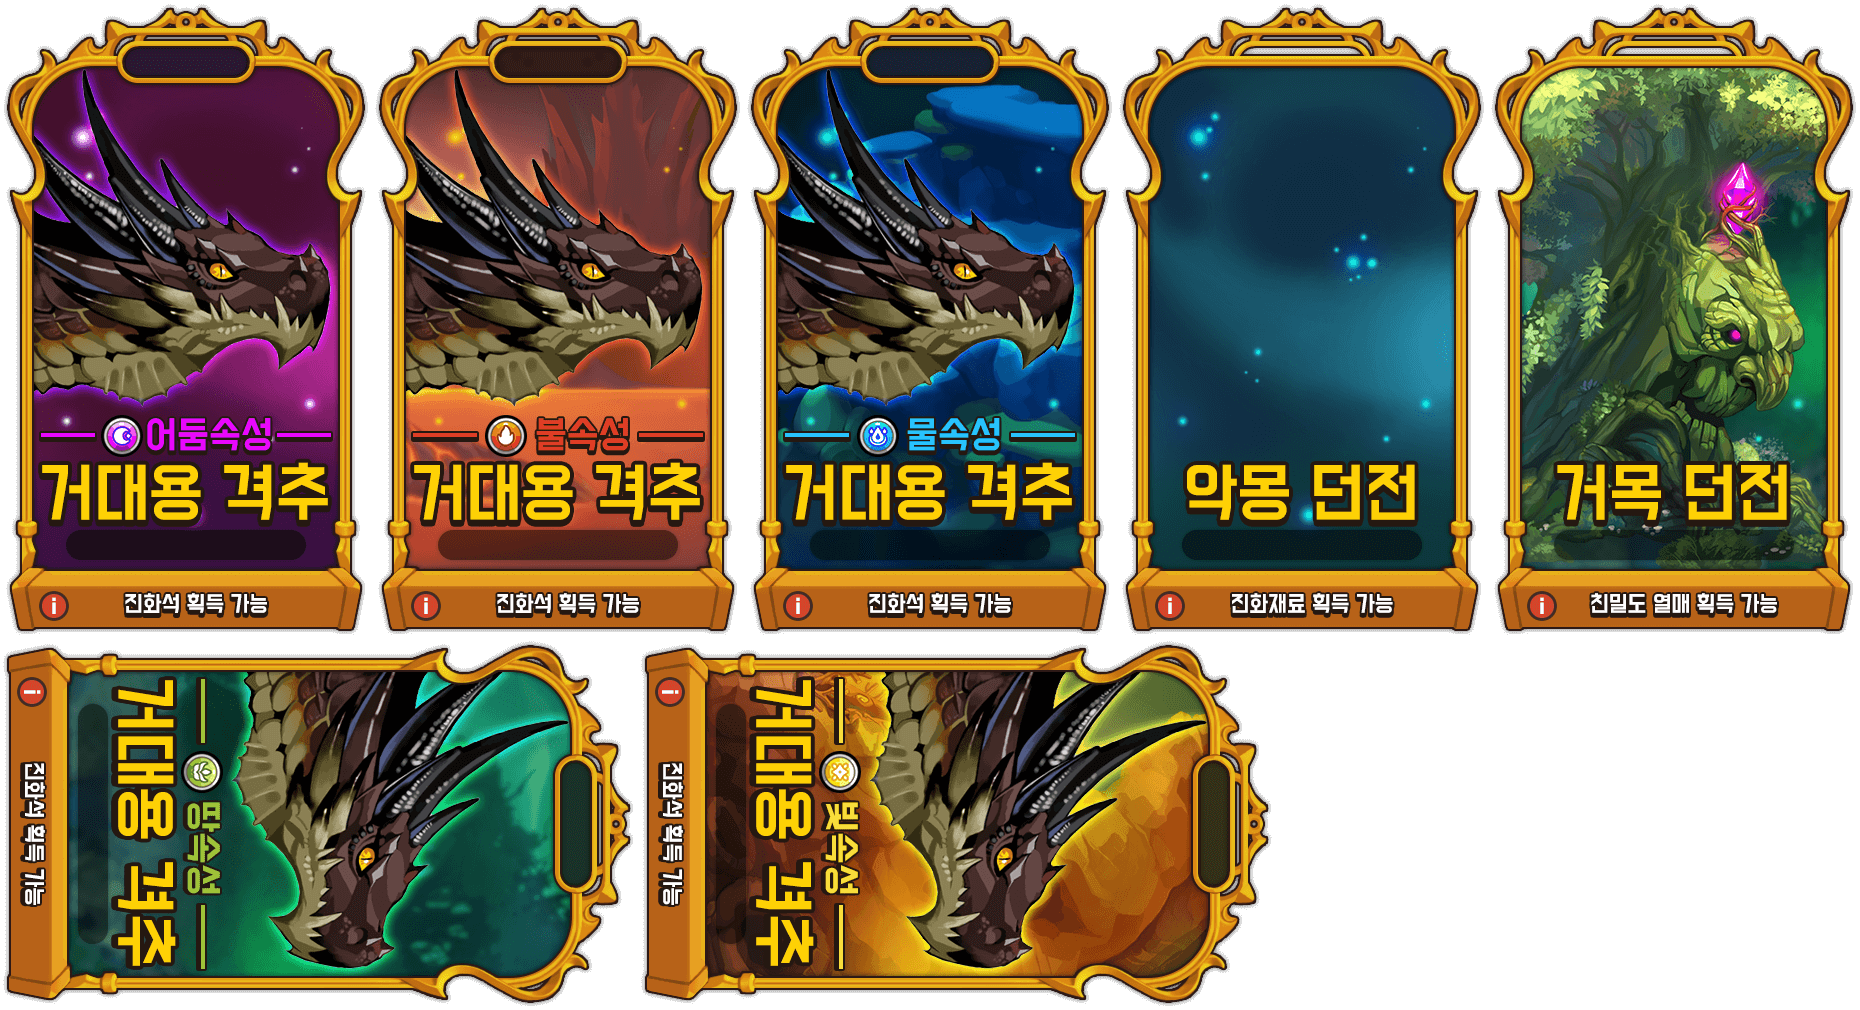 어둠속성
거대용 격추
진화석 획득 가능
불속성
거대용 격추
진화석 획득 가능
물속성
거대용 격추
진화석 획득 가능
악몽 던전
진화재료 획득 가능
거목 던전
친밀도 열매 획득 가능
땅속성
거대용 격추
진화석 획득 가능
빛속성
거대용 격추
진화석 획득 가능